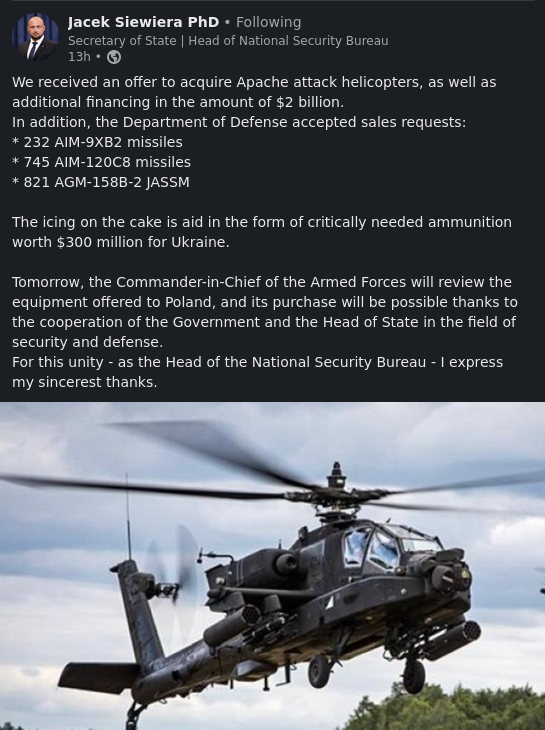 Jacek Siewiera PhD • Following
Secretary of State | Head of National Security Bureau
13h •
We received an offer to acquire Apache attack helicopters, as well as
additional financing in the amount of $2 billion.
In addition, the Department of Defense accepted sales requests:
* 232 AIM-9XB2 missiles
* 745 AIM-120C8 missiles
* 821 AGM-158B-2 JASSM
The icing on the cake is aid in the form of critically needed ammunition
worth $300 million for Ukraine.
Tomorrow, the Commander-in-Chief of the Armed Forces will review the
equipment offered to Poland, and its purchase will be possible thanks to
the cooperation of the Government and the Head of State in the field of
security and defense.
For this unity - as the Head of the National Security Bureau - I express
my sincerest thanks.